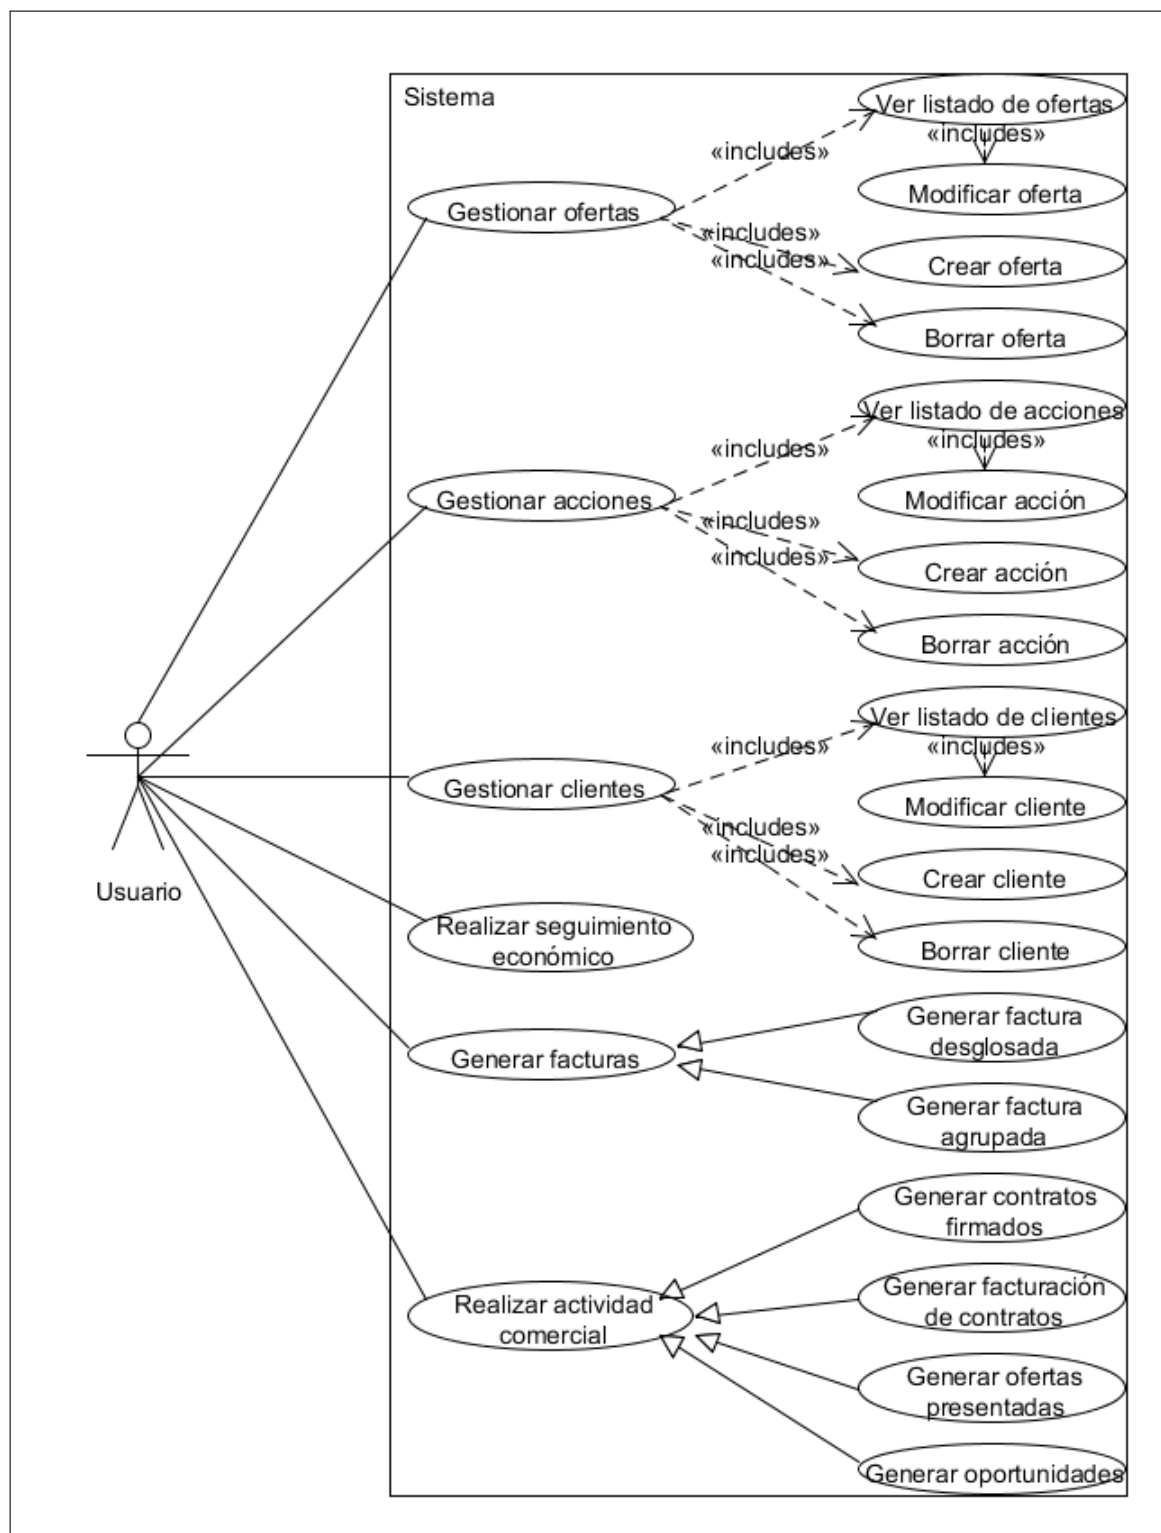 Sistema
Ver listado de ofertas
«includes»
«includes»
Modificar oferta
Gestionar ofertas
«includes»
Crear oferta
«includes»
Borrar oferta
Ver listado de acciones
«includes»
«includes»
Gestionar acciones
Modificar acción
«includes»
«includes»
Crear acción
Borrar acción
Ver listado de clientes
«includes»
«includes»
Gestionar clientes
Modificar cliente
«includes»
«includes»
Crear cliente
Usuario
Realizar seguimiento
económico
Borrar cliente
Generar factura
desglosada
Generar facturas
Generar factura
agrupada
Generar contratos
firmados
Realizar actividad
comercial
Generar facturación
de contratos
Generar ofertas
presentadas
Generar oportunidades